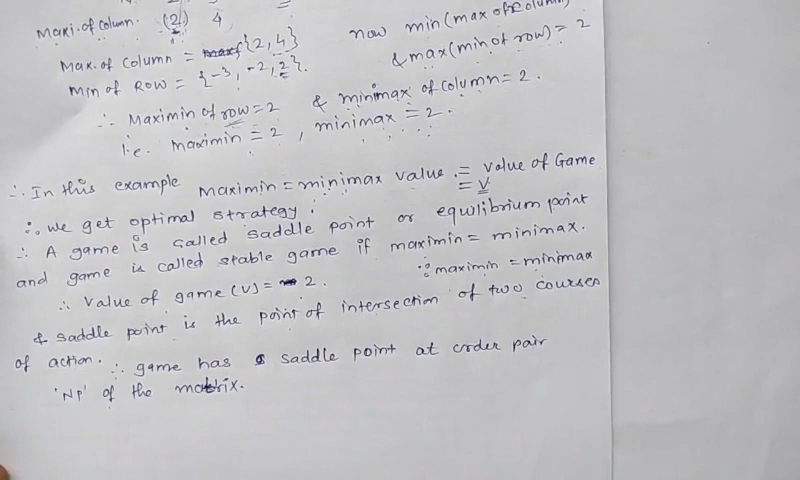 Maxi. of column. (2) 4
Max. of column = {2, 4}
now min (max of column)
Min of Row = {-3, -2, 2}.
& max (min of row) = 2
∴ Maximin of row = 2 & minimax of column = 2.
i.e. Maximin = 2 , minimax = 2.
∴ In this example Maximin = minimax value. = value of Game
= V
∴ we get optimal strategy.
∴ A game is called saddle point or equilibrium point
and game is called stable game if maximin = minimax.
∴ value of game (v) = 2. ∵ maximin = minimax
& saddle point is the point of intersection of two courses
of action. ∴ game has saddle point at order pair
'NP' of the matrix.